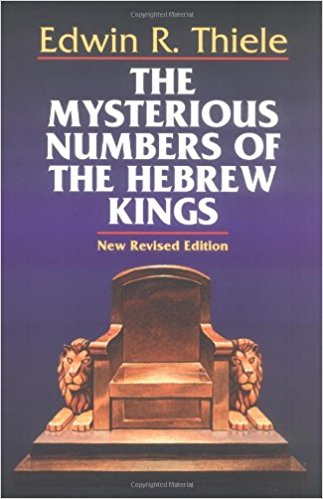 Edwin R. Thiele
THE
MYSTERIOUS
NUMBERS OF
THE HEBREW
KINGS
New Revised Edition